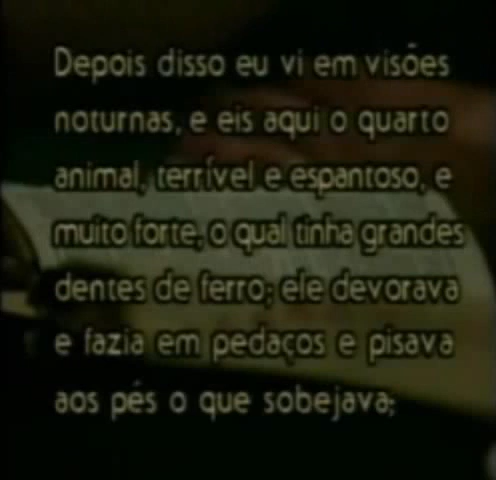 Depois disso eu vi em visões
noturnas, e eis aqui o quarto
animal, terrível e espantoso, e
muito forte, o qual tinha grandes
dentes de ferro; ele devorava
e fazia em pedaços e pisava
aos pés o que sobejava;